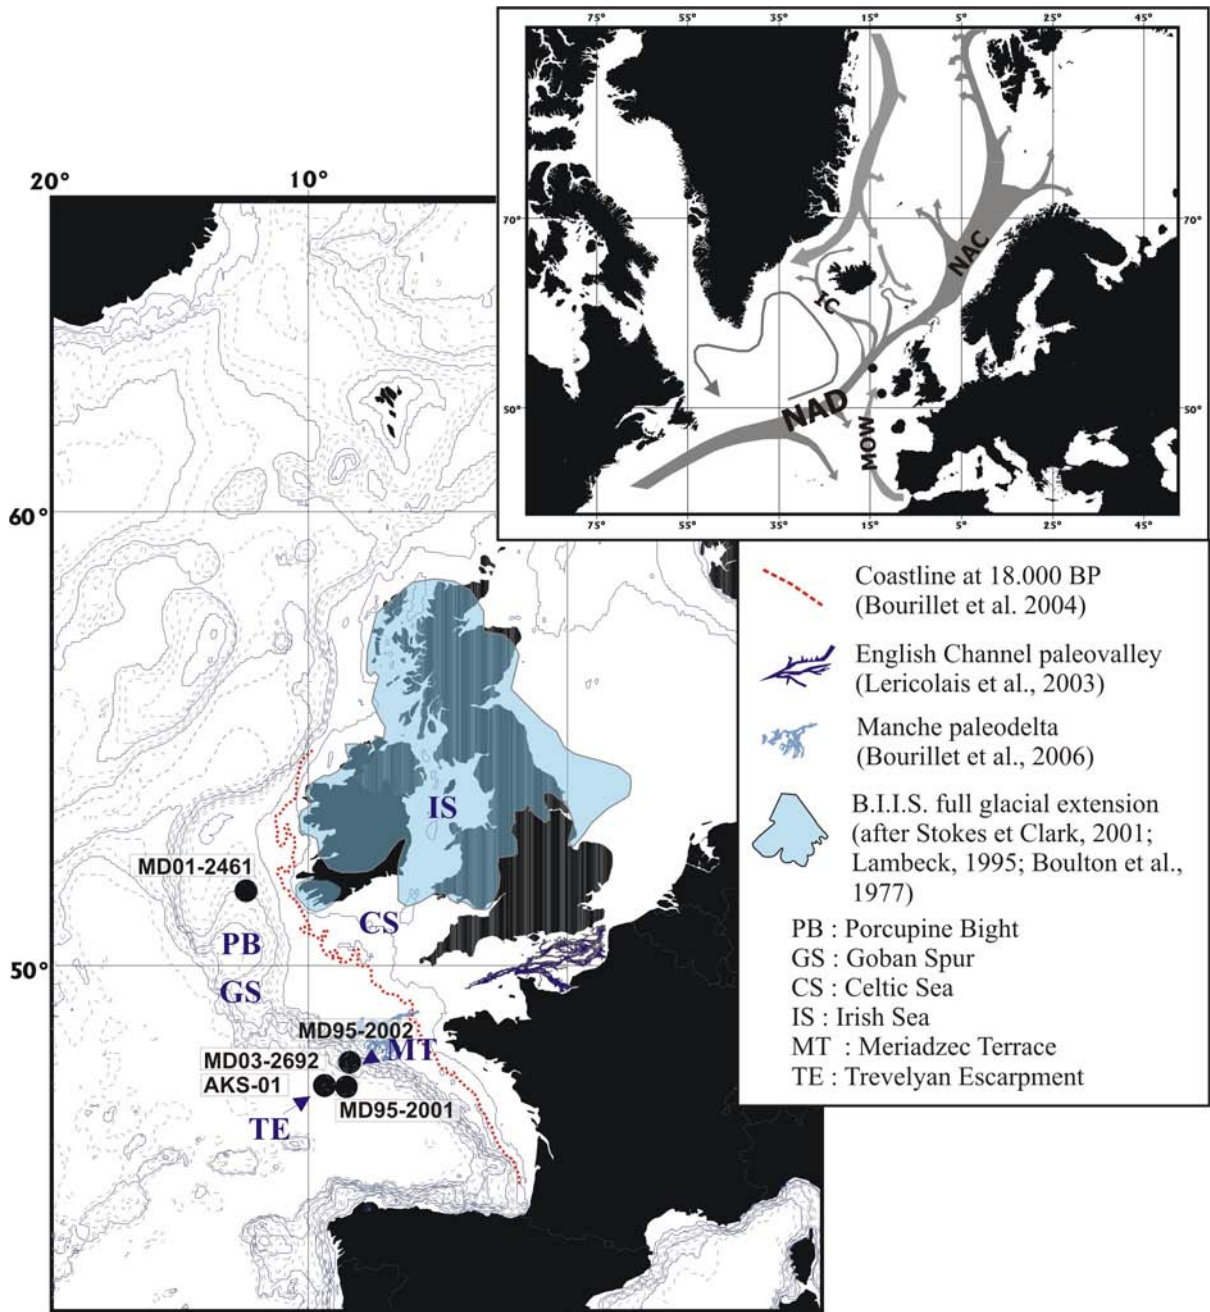 75° 55° 35° 15° 5° 25° 45°
70° 70°
NAC
IC
NAD
50° 50°
MOW
75° 55° 35° 15° 5° 25° 45°
20° 10°
60°
IS
MD01-2461
CS
PB
50°
GS
MD95-2002
MT
MD03-2692
AKS-01
MD95-2001
TE
Coastline at 18.000 BP
(Bourillet et al. 2004)
English Channel paleovalley
(Lericolais et al., 2003)
Manche paleodelta
(Bourillet et al., 2006)
B.I.I.S. full glacial extension
(after Stokes et Clark, 2001;
Lambeck, 1995; Boulton et al.,
1977)
PB : Porcupine Bight
GS : Goban Spur
CS : Celtic Sea
IS : Irish Sea
MT : Meriadzec Terrace
TE : Trevelyan Escarpment